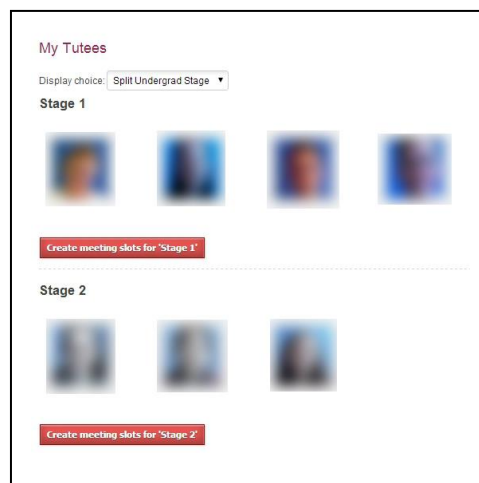 My Tutees
Display choice: Split Undergrad Stage
Stage 1
Create meeting slots for 'Stage 1'
Stage 2
Create meeting slots for 'Stage 2'